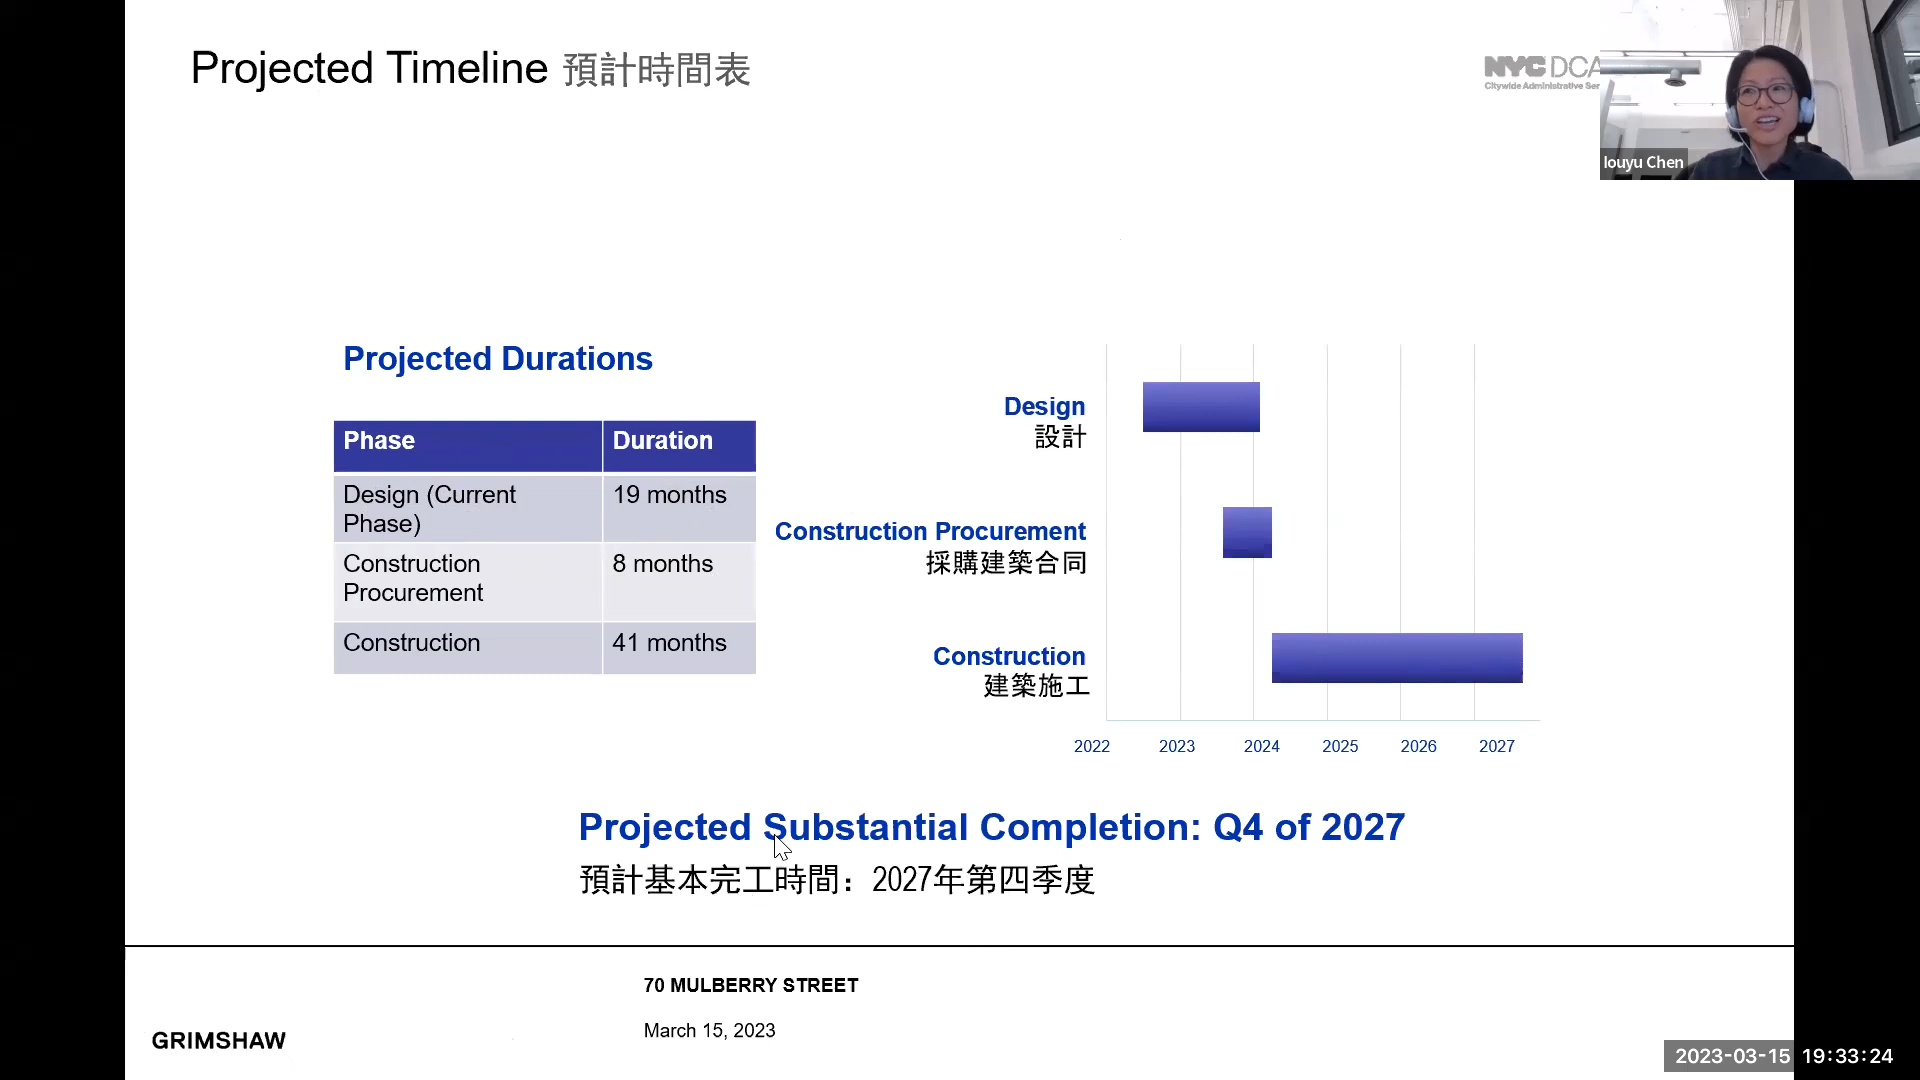 Projected Timeline 預計時間表
NYC DCA
Citywide Administrative Ser
louyu Chen
Projected Durations
Phase Duration
Design (Current
Phase) 19 months
Construction
Procurement 8 months
Construction 41 months
Design
設計
Construction Procurement
採購建築合同
Construction
建築施工
2022 2023 2024 2025 2026 2027
Projected Substantial Completion: Q4 of 2027
預計基本完工時間：2027年第四季度
70 MULBERRY STREET
March 15, 2023
GRIMSHAW
2023-03-15 19:33:24